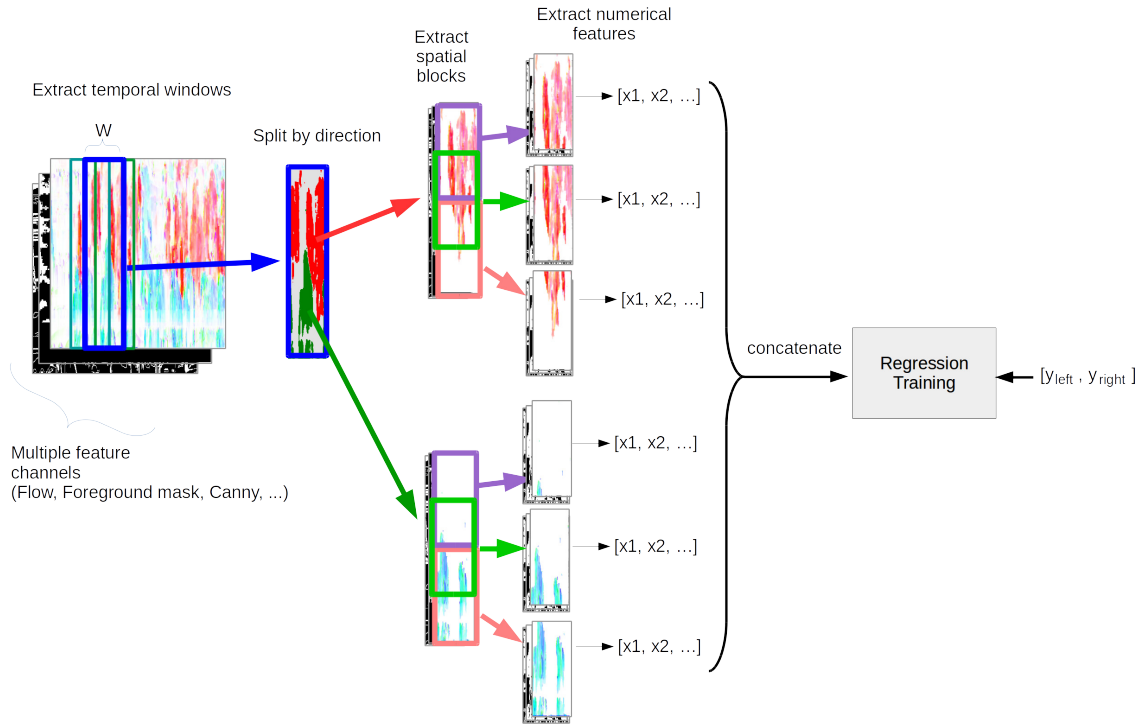 Extract numerical
features
Extract
spatial
blocks
Extract temporal windows
W
Split by direction
[x1, x2, …]
[x1, x2, …]
[x1, x2, …]
concatenate
Regression
Training
[yleft , yright ]
Multiple feature
channels
(Flow, Foreground mask, Canny, ...)
[x1, x2, …]
[x1, x2, …]
[x1, x2, …]